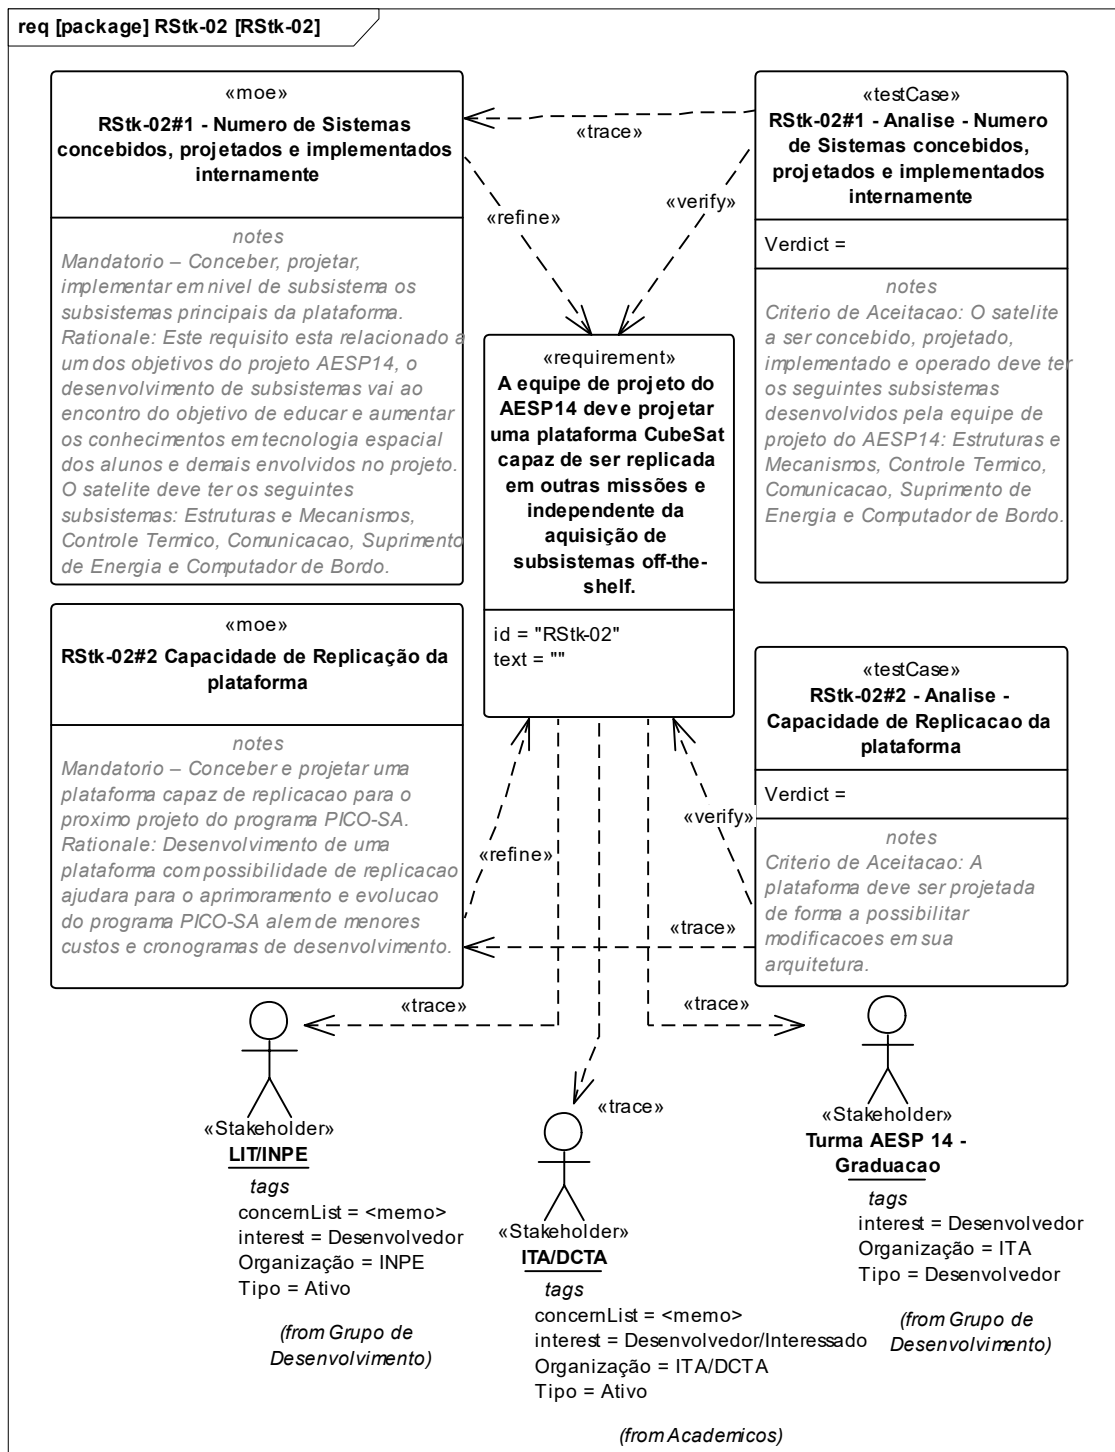 req [package] RStk-02 [RStk-02]
«moe»
RStk-02#1 - Numero de Sistemas
concebidos, projetados e implementados
internamente
notes
Mandatorio – Conceber, projetar,
implementar em nivel de subsistema os
subsistemas principais da plataforma.
Rationale: Este requisito esta relacionado a
um dos objetivos do projeto AESP14, o
desenvolvimento de subsistemas vai ao
encontro do objetivo de educar e aumentar
os conhecimentos em tecnologia espacial
dos alunos e demais envolvidos no projeto.
O satelite deve ter os seguintes
subsistemas: Estruturas e Mecanismos,
Controle Termico, Comunicacao, Suprimento
de Energia e Computador de Bordo.
«trace»
«refine»
«verify»
«testCase»
RStk-02#1 - Analise - Numero
de Sistemas concebidos,
projetados e implementados
internamente
Verdict =
notes
Criterio de Aceitacao: O satelite
a ser concebido, projetado,
implementado e operado deve ter
os seguintes subsistemas
desenvolvidos pela equipe de
projeto do AESP14: Estruturas e
Mecanismos, Controle Termico,
Comunicacao, Suprimento de
Energia e Computador de Bordo.
«requirement»
A equipe de projeto do
AESP14 deve projetar
uma plataforma CubeSat
capaz de ser replicada
em outras missões e
independente da
aquisição de
subsistemas off-the-
shelf.
id = "RStk-02"
text = ""
«moe»
RStk-02#2 Capacidade de Replicação da
plataforma
notes
Mandatorio – Conceber e projetar uma
plataforma capaz de replicacao para o
proximo projeto do programa PICO-SA.
Rationale: Desenvolvimento de uma
plataforma com possibilidade de replicacao
ajudara para o aprimoramento e evolucao
do programa PICO-SA alem de menores
custos e cronogramas de desenvolvimento.
«refine»
«verify»
«trace»
«testCase»
RStk-02#2 - Analise -
Capacidade de Replicacao da
plataforma
Verdict =
notes
Criterio de Aceitacao: A
plataforma deve ser projetada
de forma a possibilitar
modificacoes em sua
arquitetura.
«trace»
«trace»
«trace»
«Stakeholder»
LIT/INPE
tags
concernList = <memo>
interest = Desenvolvedor
Organização = INPE
Tipo = Ativo
(from Grupo de
Desenvolvimento)
«Stakeholder»
ITA/DCTA
tags
concernList = <memo>
interest = Desenvolvedor/Interessado
Organização = ITA/DCTA
Tipo = Ativo
(from Academicos)
«Stakeholder»
Turma AESP 14 -
Graduacao
tags
interest = Desenvolvedor
Organização = ITA
Tipo = Desenvolvedor
(from Grupo de
Desenvolvimento)